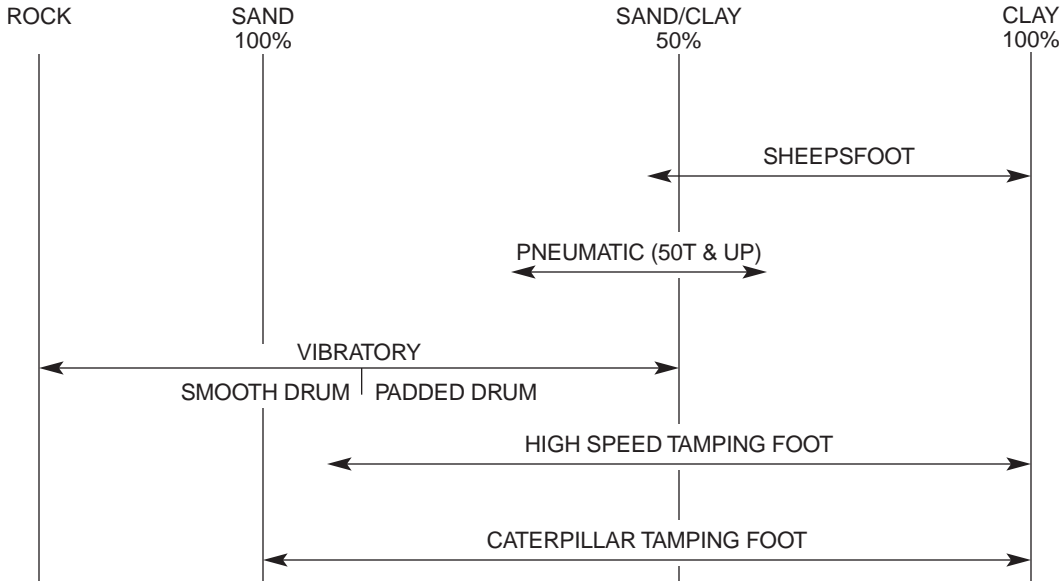 ROCK SAND SAND/CLAY CLAY
100% 50% 100%
SHEEPSFOOT
PNEUMATIC (50T & UP)
VIBRATORY
SMOOTH DRUM PADDED DRUM
HIGH SPEED TAMPING FOOT
CATERPILLAR TAMPING FOOT